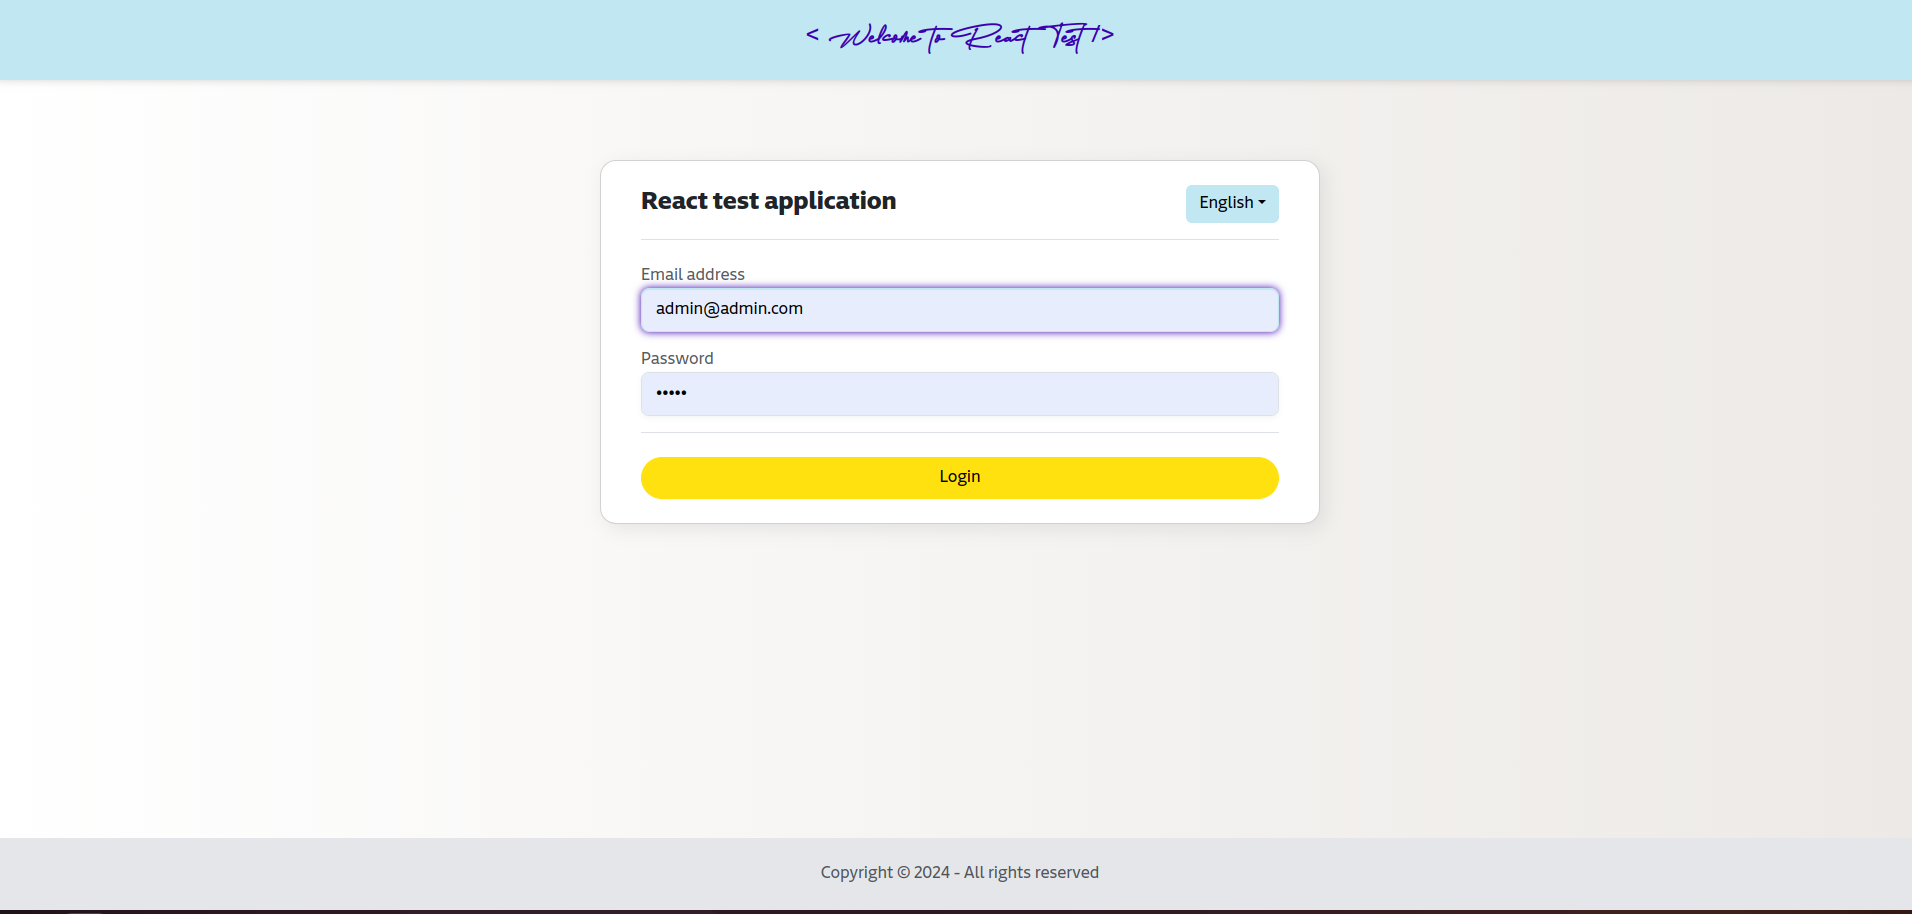 < Welcome to React Test />
React test application
English
Email address
admin@admin.com
Password
•••••
Login
Copyright © 2024 - All rights reserved